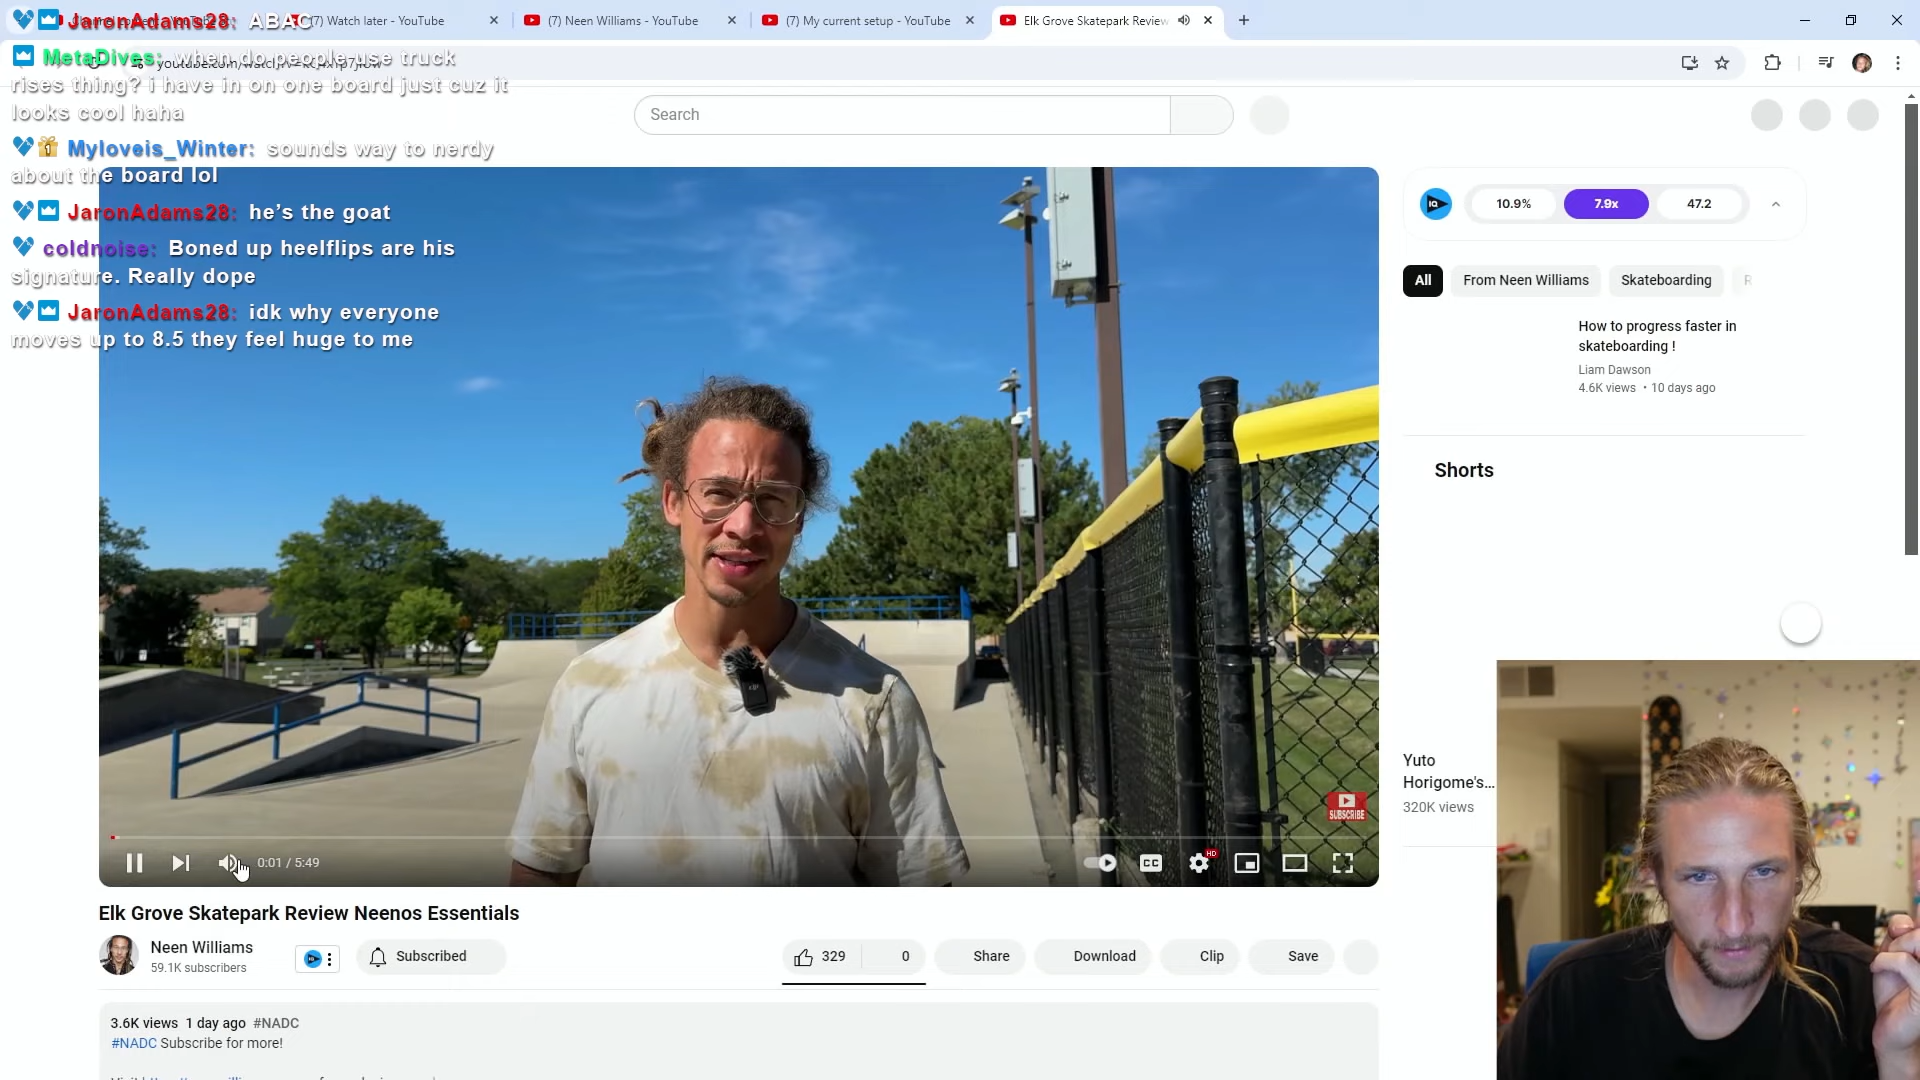 JaronAdams28: ABAC
(7) Watch later - YouTube
(7) Neen Williams - YouTube
(7) My current setup - YouTube
Elk Grove Skatepark Review
MetaDives: when do people use truck
rises thing? i have in on one board just cuz it
looks cool haha
Myloveis_Winter: sounds way to nerdy
about the board lol
JaronAdams28: he's the goat
coldnoise: Boned up heelflips are his
signature. Really dope
JaronAdams28: idk why everyone
moves up to 8.5 they feel huge to me
Search
10.9%
7.9x
47.2
All
From Neen Williams
Skateboarding
R
How to progress faster in
skateboarding !
Liam Dawson
4.6K views • 10 days ago
Shorts
Yuto
Horigome's...
320K views
SUBSCRIBE
0:01 / 5:49
CC
HD
Elk Grove Skatepark Review Neenos Essentials
Neen Williams
59.1K subscribers
IQ
Subscribed
329
0
Share
Download
Clip
Save
3.6K views 1 day ago #NADC
#NADC Subscribe for more!